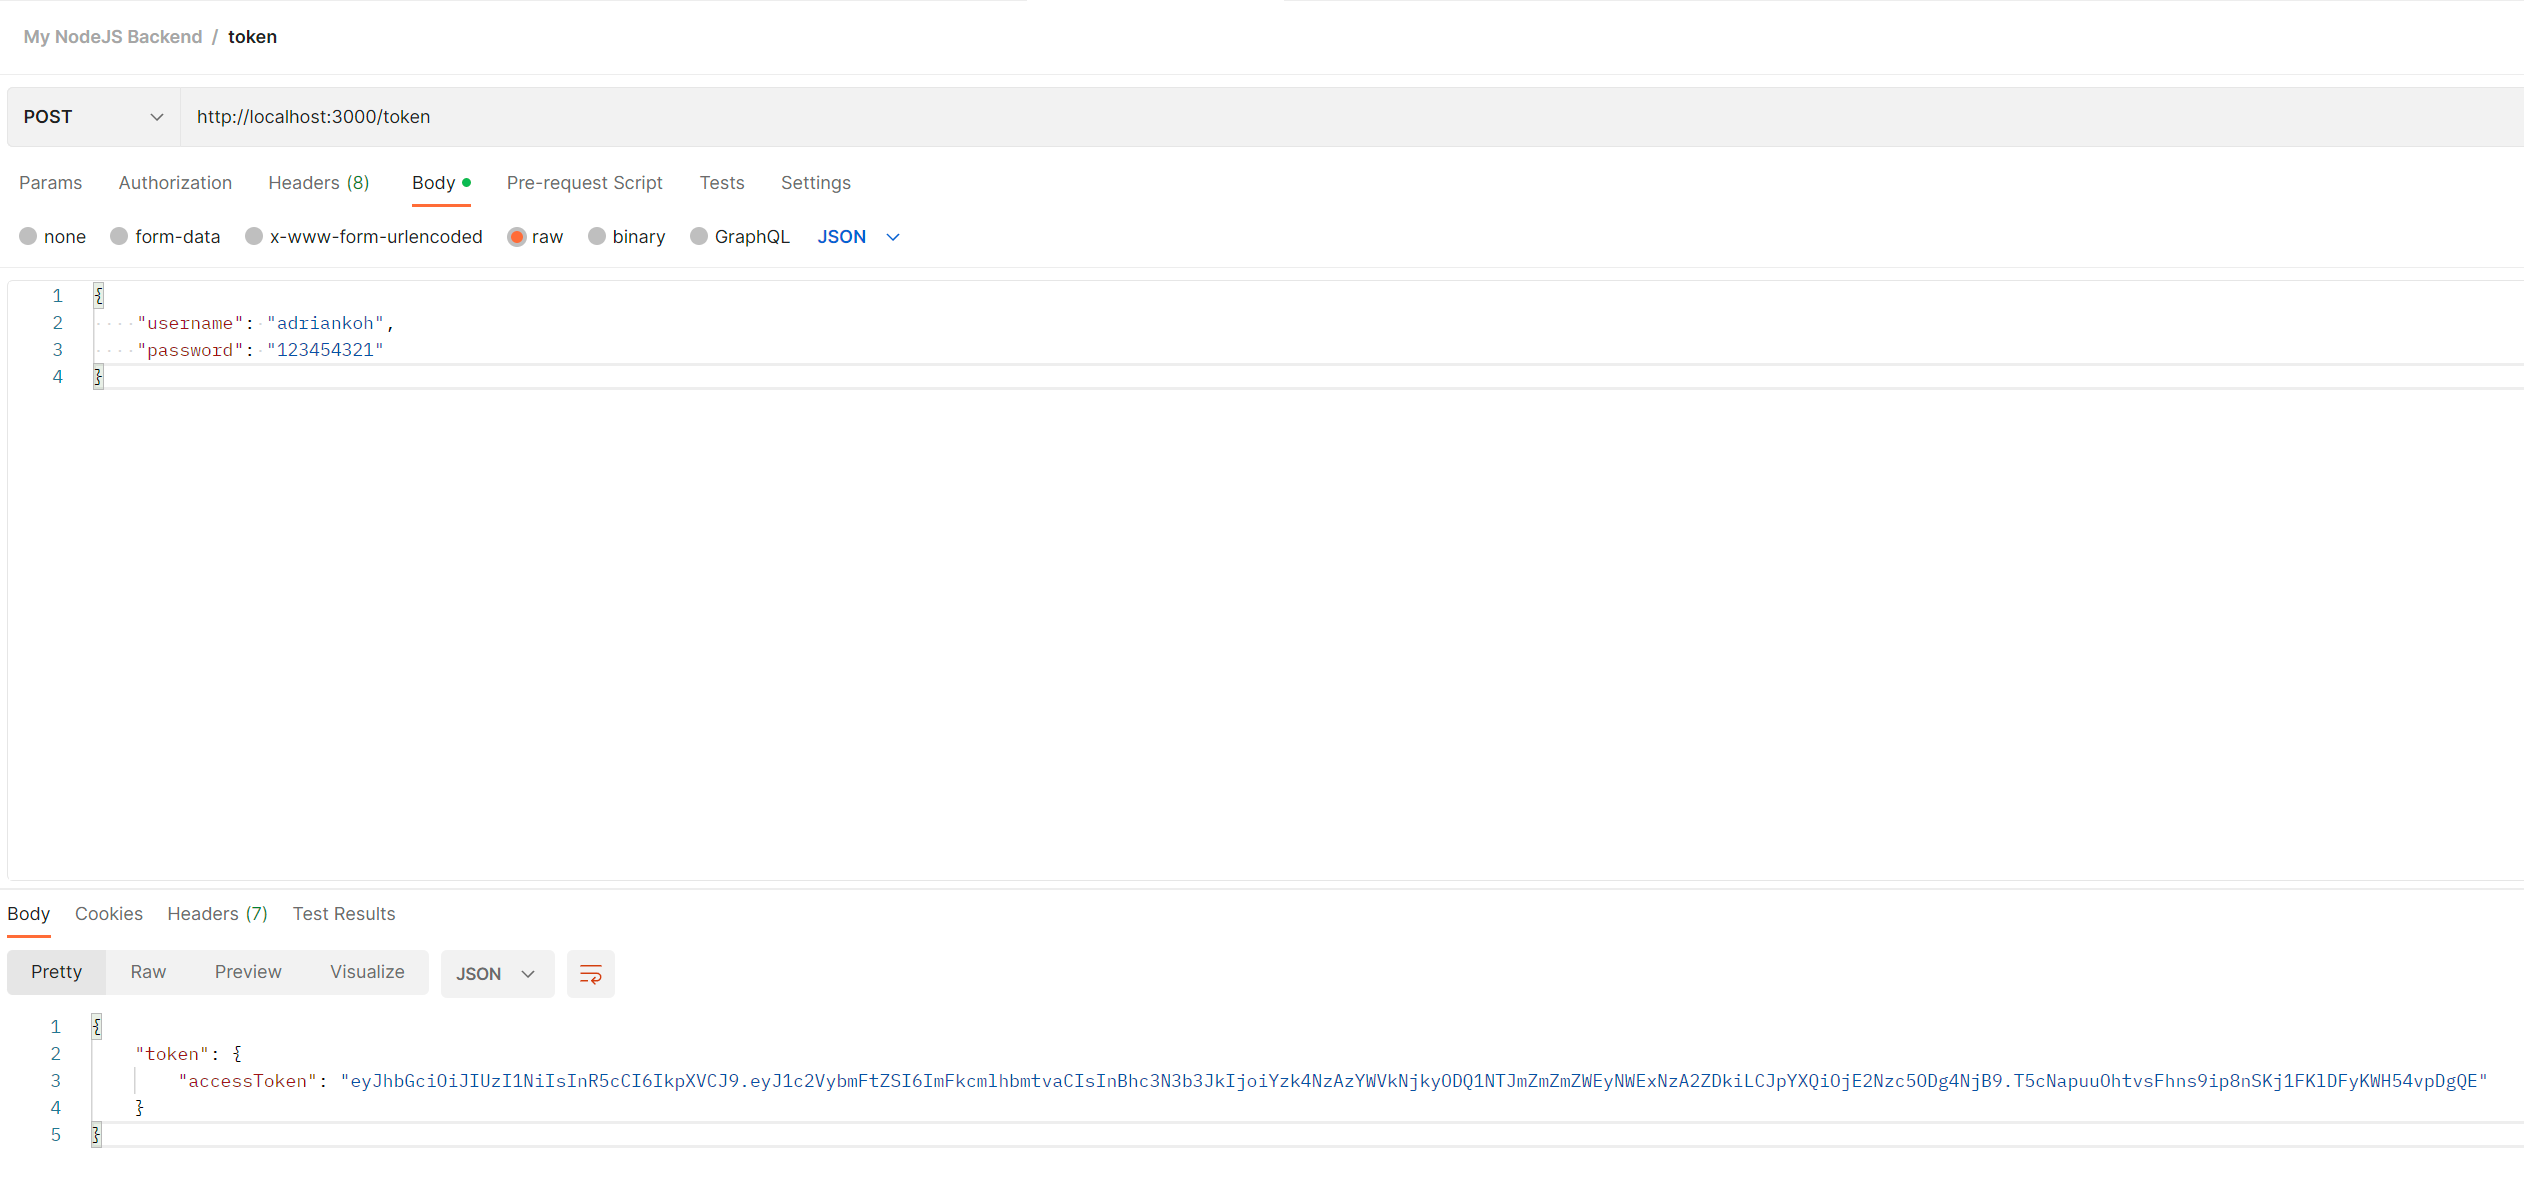 My NodeJS Backend / token
POST http://localhost:3000/token
Params Authorization Headers (8) Body Pre-request Script Tests Settings
none form-data x-www-form-urlencoded raw binary GraphQL JSON
1 {
2 "username": "adriankoh",
3 "password": "123454321"
4 }
Body Cookies Headers (7) Test Results
Pretty Raw Preview Visualize JSON
1 {
2 "token": {
3 "accessToken": "eyJhbGciOiJIUzI1NiIsInR5cCI6IkpXVCJ9.eyJ1c2VybmFtZSI6ImFkcmlhbmtvaCIsInBhc3N3b3JkIjoiYzk4NzAzYWVkNjkyODQ1NTJmZmZmZWEyNWExNzA2ZDkiLCJpYXQiOjE2Nzc5ODg4NjB9.T5cNapuuOhtvsFhns9ip8nSKj1FKlDFyKWH54vpDgQE"
4 }
5 }